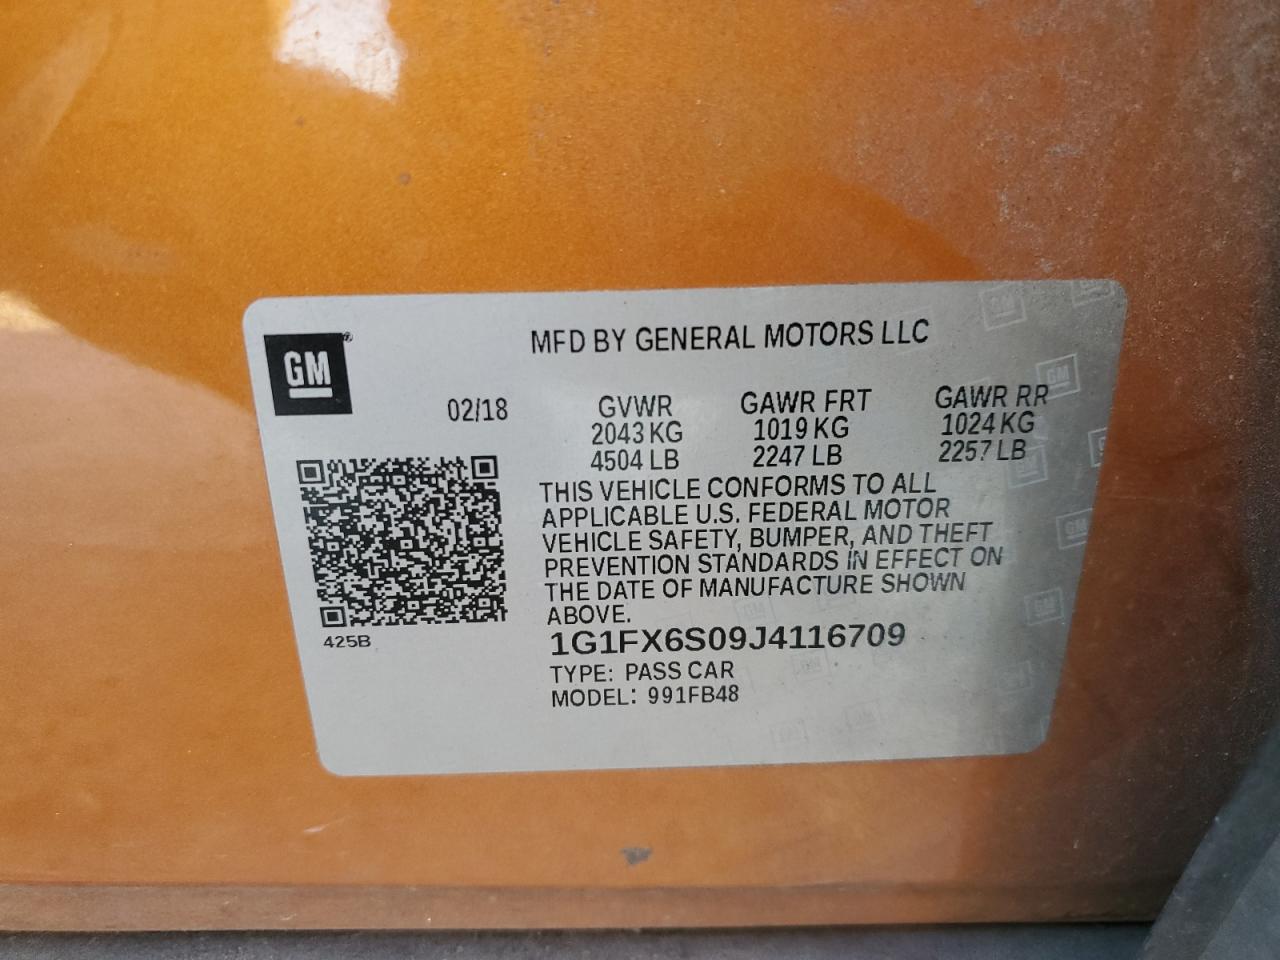 GM
MFD BY GENERAL MOTORS LLC
02/18
GVWR GAWR FRT GAWR RR
2043 KG 1019 KG 1024 KG
4504 LB 2247 LB 2257 LB
THIS VEHICLE CONFORMS TO ALL
APPLICABLE U.S. FEDERAL MOTOR
VEHICLE SAFETY, BUMPER, AND THEFT
PREVENTION STANDARDS IN EFFECT ON
THE DATE OF MANUFACTURE SHOWN
ABOVE.
425B
1G1FX6S09J4116709
TYPE: PASS CAR
MODEL: 991FB48